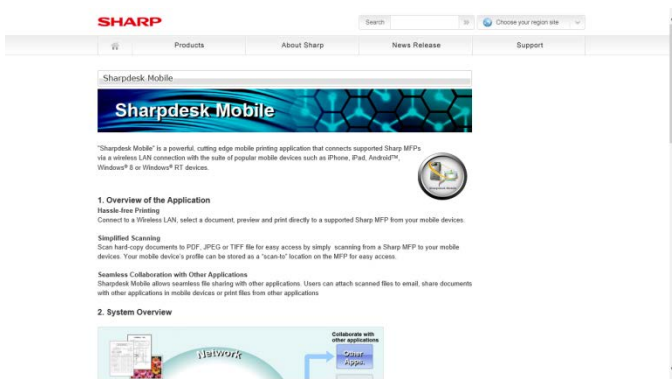 SHARP
Search
Choose your region site
Products
About Sharp
News Release
Support
Sharpdesk Mobile
Sharpdesk Mobile
"Sharpdesk Mobile" is a powerful, cutting edge mobile printing application that connects supported Sharp MFPs
via a wireless LAN connection with the suite of popular mobile devices such as iPhone, iPad, Android™,
Windows® 8 or Windows® RT devices.
1. Overview of the Application
Hassle-free Printing
Connect to a Wireless LAN, select a document, preview and print directly to a supported Sharp MFP from your mobile devices.
Simplified Scanning
Scan hard-copy documents to PDF, JPEG or TIFF file for easy access by simply scanning from a Sharp MFP to your mobile
devices. Your mobile device's profile can be stored as a "scan-to" location on the MFP for easy access.
Seamless Collaboration with Other Applications
Sharpdesk Mobile allows seamless file sharing with other applications. Users can attach scanned files to email, share documents
with other applications in mobile devices or print files from other applications
2. System Overview
Collaborate with
other applications
Network
Other
Apps.